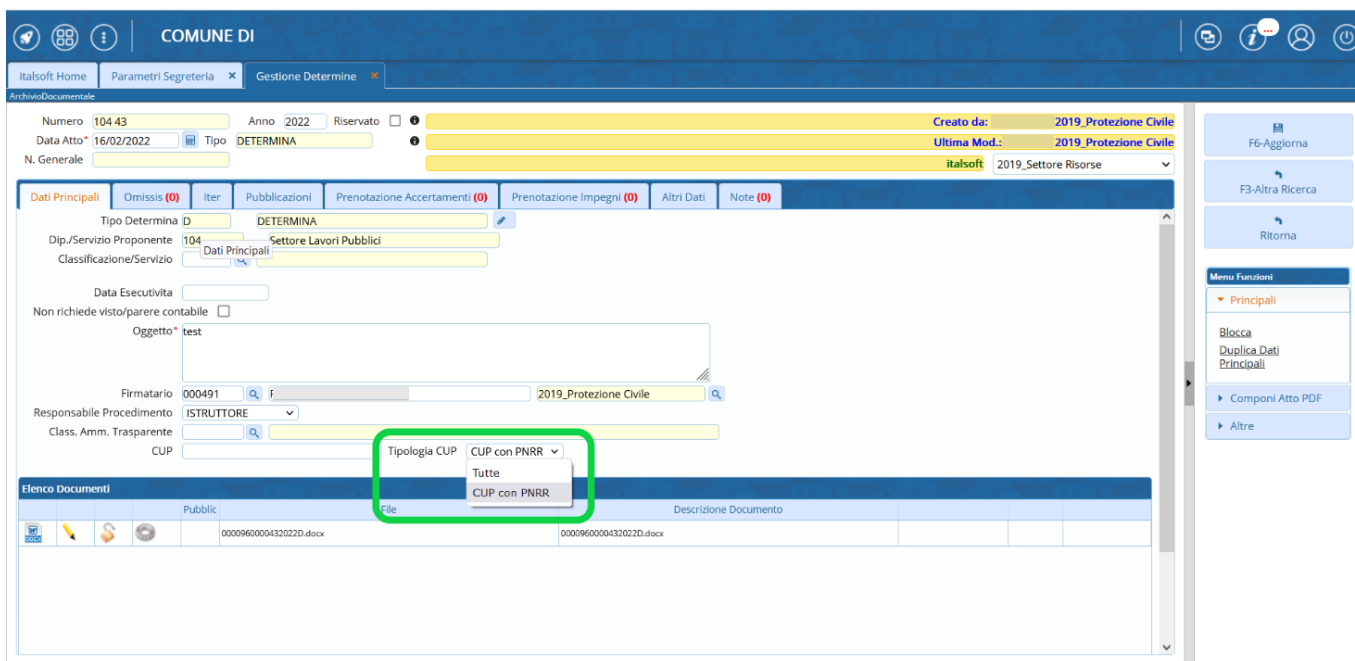 COMUNE DI
...
Italsoft Home Parametri Segreteria × Gestione Determine ×
ArchivioDocumentale
Numero 104 43 Anno 2022 Riservato Creato da: 2019_Protezione Civile
Data Atto* 16/02/2022 Tipo DETERMINA Ultima Mod.: 2019_Protezione Civile
N. Generale italsoft 2019_Settore Risorse
Dati Principali Omissis (0) Iter Pubblicazioni Prenotazione Accertamenti (0) Prenotazione Impegni (0) Altri Dati Note (0)
Tipo Determina D DETERMINA
Dip./Servizio Proponente 104 Settore Lavori Pubblici
Dati Principali
Classificazione/Servizio
Data Esecutivita
Non richiede visto/parere contabile
Oggetto* test
Firmatario 000491 F 2019_Protezione Civile
Responsabile Procedimento ISTRUTTORE
Class. Amm. Trasparente
CUP Tipologia CUP CUP con PNRR
Tutte
CUP con PNRR
Elenco Documenti
Pubblic File Descrizione Documento
DOCX 0000960000432022D.docx 0000960000432022D.docx
F6-Aggiorna
F3-Altra Ricerca
Ritorna
Menu Funzioni
Principali
Blocca
Duplica Dati
Principali
Componi Atto PDF
Altre